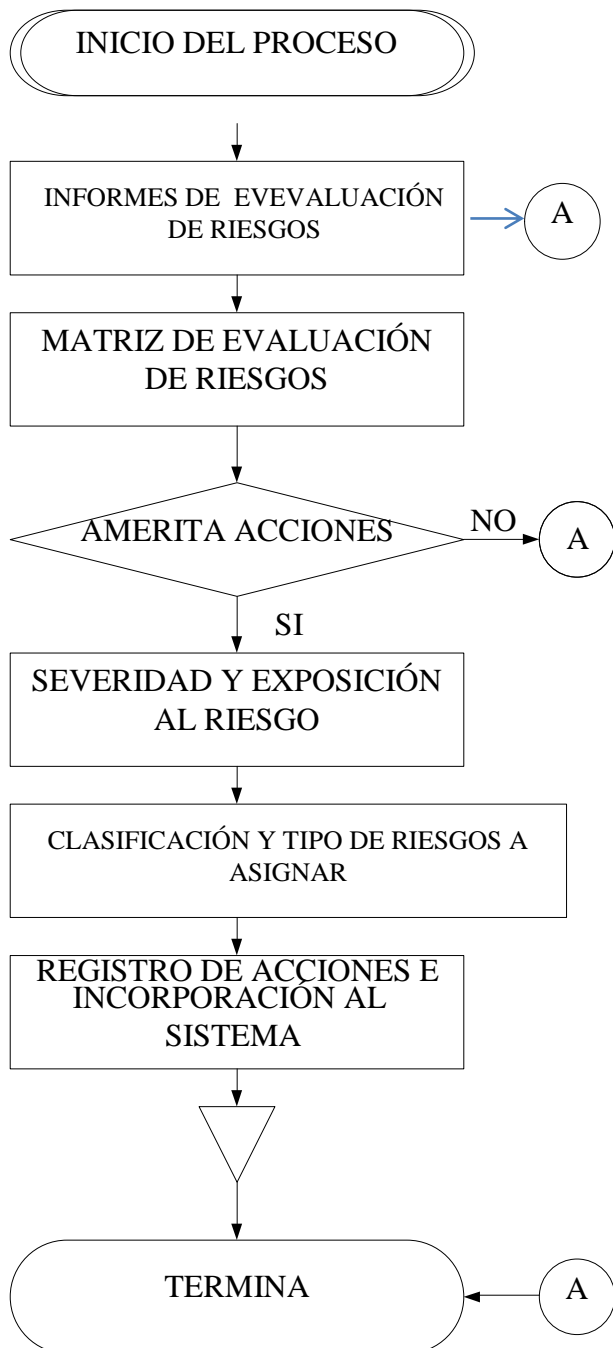 INICIO DEL PROCESO
INFORMES DE EVEVALUACIÓN
DE RIESGOS
A
MATRIZ DE EVALUACIÓN
DE RIESGOS
AMERITA ACCIONES
NO
A
SI
SEVERIDAD Y EXPOSICIÓN
AL RIESGO
CLASIFICACIÓN Y TIPO DE RIESGOS A
ASIGNAR
REGISTRO DE ACCIONES E
INCORPORACIÓN AL
SISTEMA
TERMINA
A